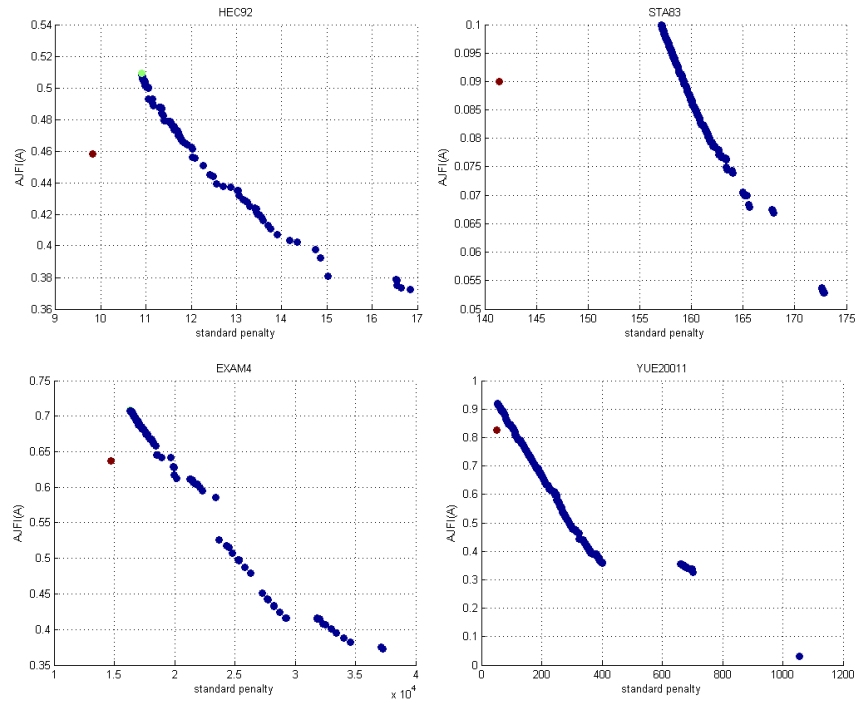 HEC92
0.54
0.52
0.5
0.48
0.46
0.44
0.42
0.4
0.38
0.36
AJFI(A)
9 10 11 12 13 14 15 16 17
standard penalty
STA83
0.1
0.095
0.09
0.085
0.08
0.075
0.07
0.065
0.06
0.055
0.05
AJFI(A)
140 145 150 155 160 165 170 175
standard penalty
EXAM4
0.75
0.7
0.65
0.6
0.55
0.5
0.45
0.4
0.35
AJFI(A)
1 1.5 2 2.5 3 3.5 4
standard penalty
x 10^4
YUE20011
1
0.9
0.8
0.7
0.6
0.5
0.4
0.3
0.2
0.1
0
AJFI(A)
0 200 400 600 800 1000 1200
standard penalty